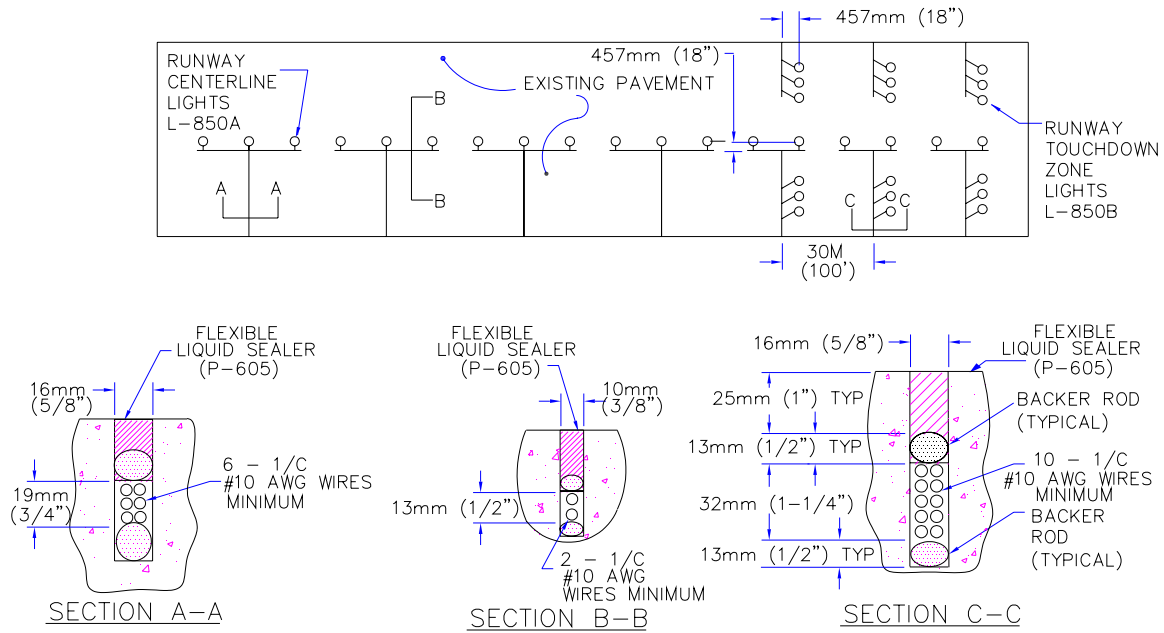 457mm (18”)
457mm (18”)
RUNWAY
CENTERLINE
LIGHTS
L-850A
EXISTING PAVEMENT
B
B
A
A
C
C
RUNWAY
TOUCHDOWN
ZONE
LIGHTS
L-850B
30M
(100’)
FLEXIBLE
LIQUID SEALER
(P-605)
16mm
(5/8”)
19mm
(3/4”)
6 - 1/C
#10 AWG WIRES
MINIMUM
SECTION A-A
FLEXIBLE
LIQUID SEALER
(P-605)
10mm
(3/8”)
13mm (1/2”)
2 - 1/C
#10 AWG
WIRES MINIMUM
SECTION B-B
16mm (5/8”)
FLEXIBLE
LIQUID SEALER
(P-605)
25mm (1”) TYP
BACKER ROD
(TYPICAL)
13mm (1/2”) TYP
10 - 1/C
#10 AWG WIRES
MINIMUM
32mm (1-1/4”)
BACKER
ROD
(TYPICAL)
13mm (1/2”) TYP
SECTION C-C